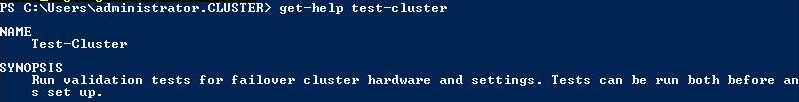 PS C:\Users\administrator.CLUSTER> get-help test-cluster
NAME
Test-Cluster
SYNOPSIS
Run validation tests for failover cluster hardware and settings. Tests can be run both before an
s set up.